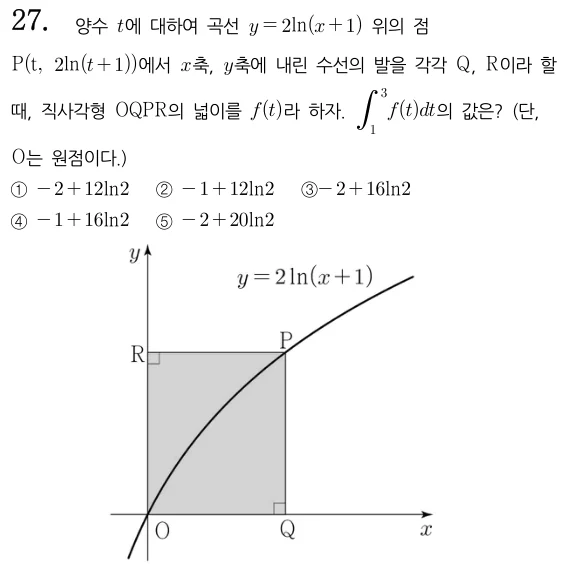 27. 양수 t에 대하여 곡선 y=2ln(x+1) 위의 점
P(t, 2ln(t+1))에서 x축, y축에 내린 수선의 발을 각각 Q, R이라 할
때, 직사각형 OQPR의 넓이를 f(t)라 하자. ∫₁³f(t)dt의 값은? (단,
O는 원점이다.)
① -2+12ln2 ② -1+12ln2 ③-2+16ln2
④ -1+16ln2 ⑤ -2+20ln2
y
y=2ln(x+1)
R P
O Q x